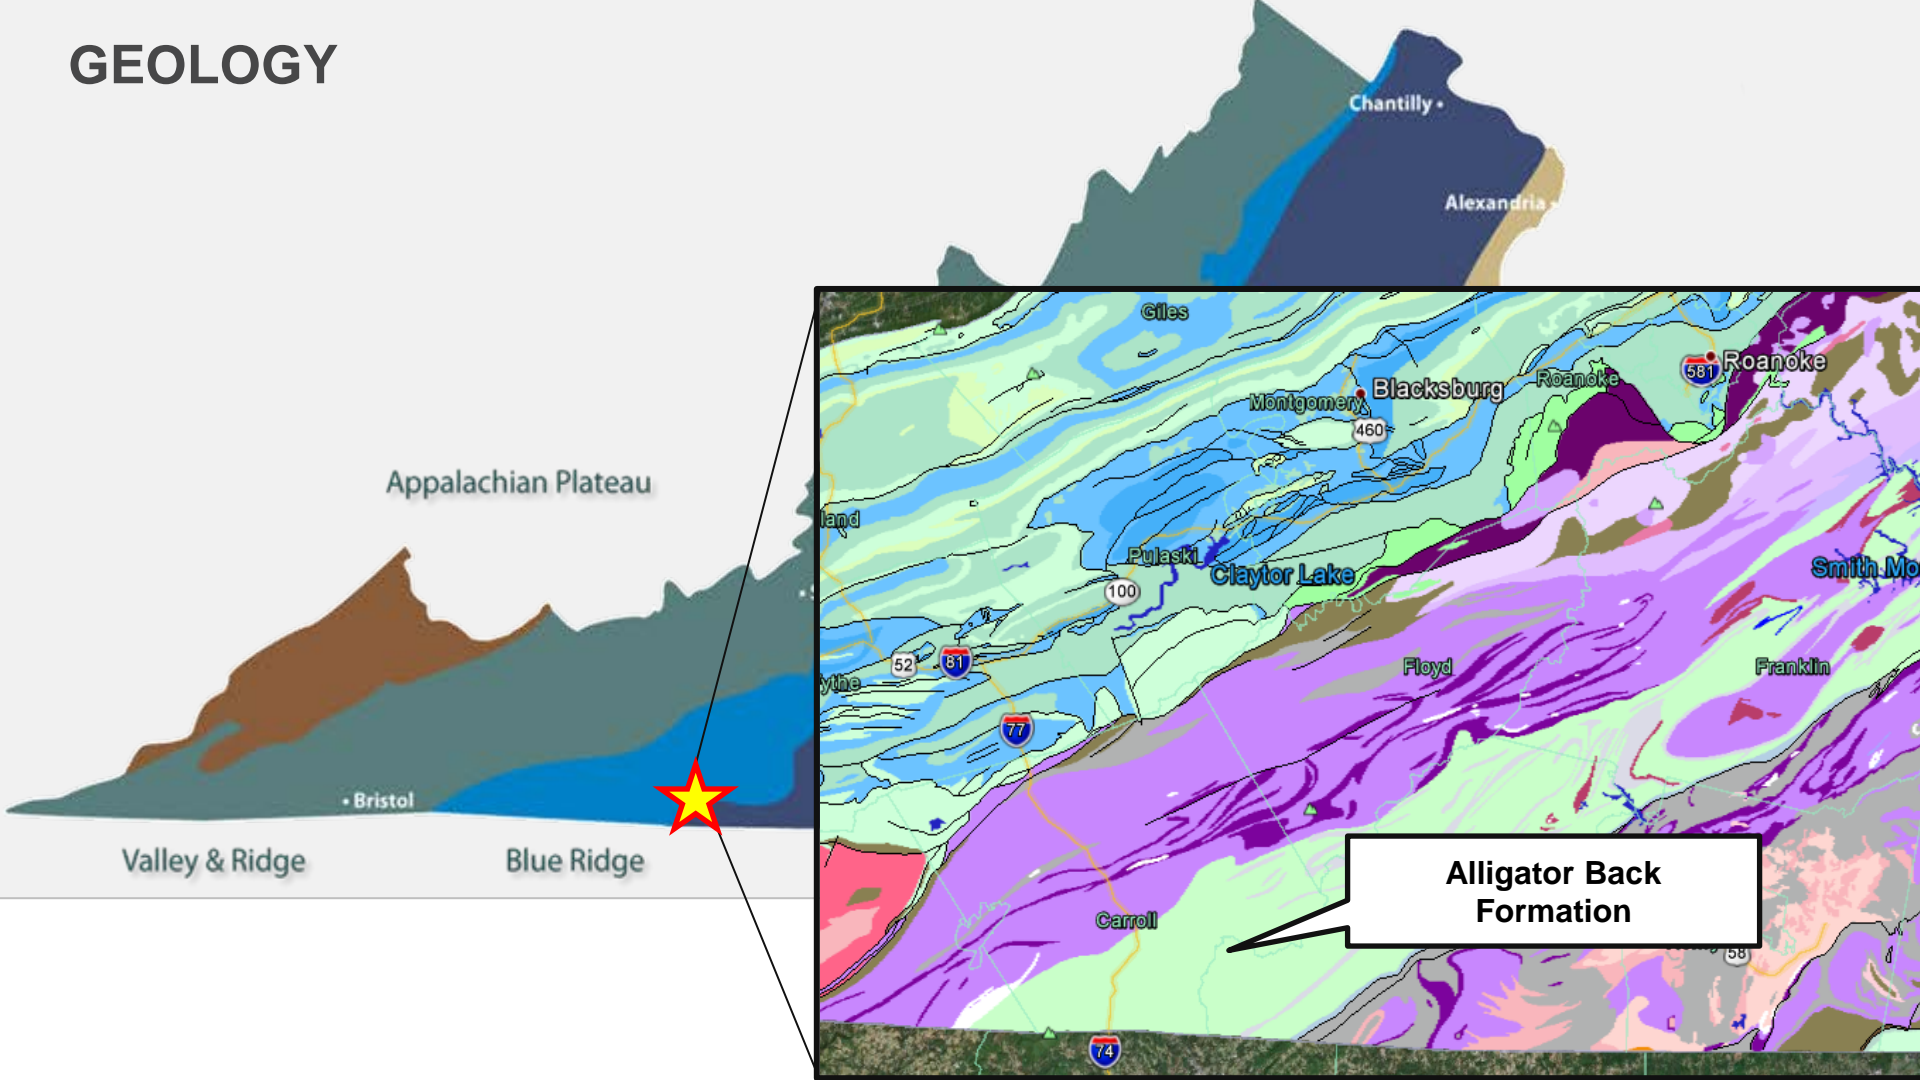 GEOLOGY
Chantilly
Alexandria
Giles
Roanoke
581
Roanoke
Blacksburg
Montgomery
460
Appalachian Plateau
land
Pulaski
Claytor Lake
Smith Mo
100
52
81
ythe
Floyd
Franklin
77
Bristol
Valley & Ridge
Blue Ridge
Alligator Back
Formation
Carroll
58
74